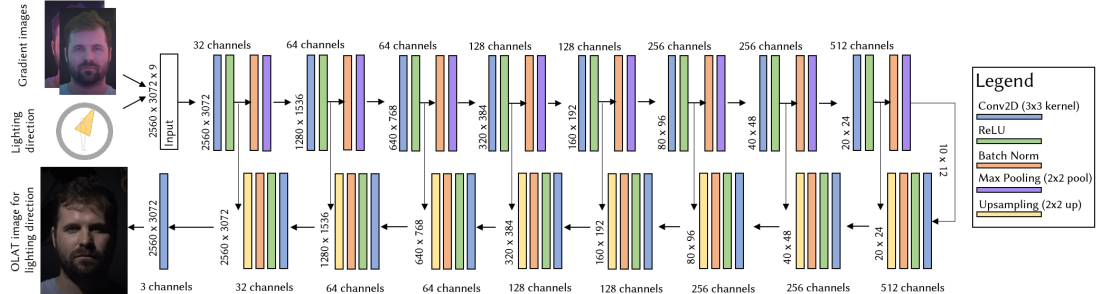 Gradient images
Lighting
direction
OLAT image for
lighting direction
2560 x 3072 x 9
Input
32 channels
64 channels
64 channels
128 channels
128 channels
256 channels
256 channels
512 channels
2560 x 3072
1280 x 1536
640 x 768
320 x 384
160 x 192
80 x 96
40 x 48
20 x 24
10 x 12
2560 x 3072
2560 x 3072
1280 x 1536
640 x 768
320 x 384
160 x 192
80 x 96
40 x 48
20 x 24
3 channels
32 channels
64 channels
64 channels
128 channels
128 channels
256 channels
256 channels
512 channels
Legend
Conv2D (3x3 kernel)
ReLU
Batch Norm
Max Pooling (2x2 pool)
Upsampling (2x2 up)